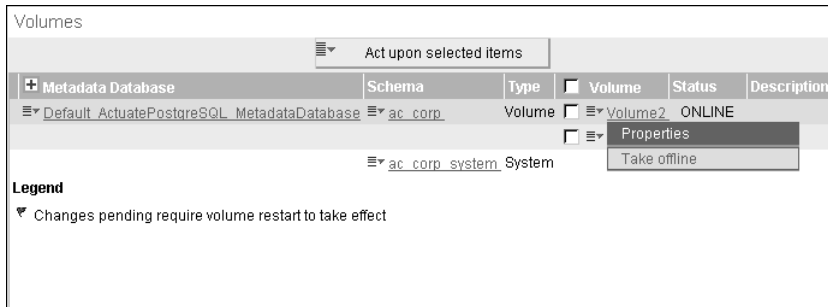 Volumes
Act upon selected items
Metadata Database Schema Type Volume Status Description
Default_ActuatePostgreSQL_MetadataDatabase ac_corp Volume Volume2 ONLINE
Properties
Take offline
ac_corp_system System
Legend
Changes pending require volume restart to take effect